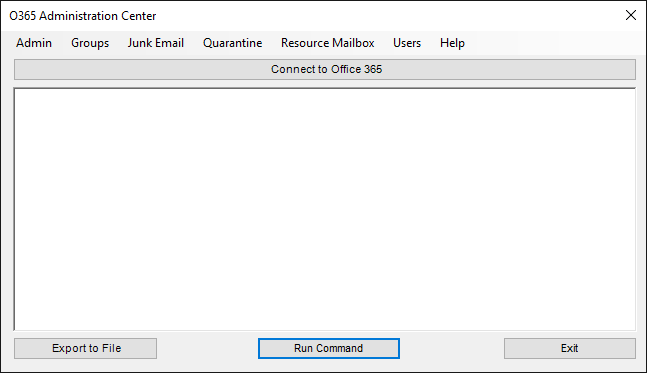 O365 Administration Center
Admin Groups Junk Email Quarantine Resource Mailbox Users Help
Connect to Office 365
Export to File Run Command Exit